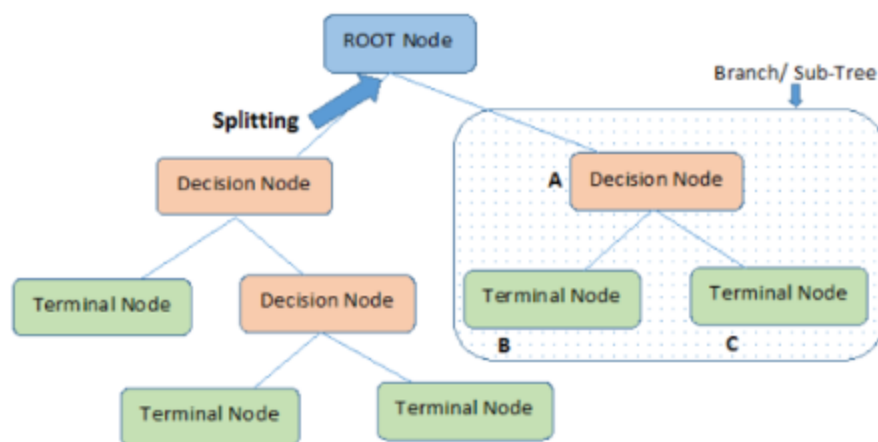 ROOT Node
Branch/ Sub-Tree
Splitting
Decision Node
A Decision Node
Terminal Node
Decision Node
Terminal Node
Terminal Node
B
C
Terminal Node
Terminal Node